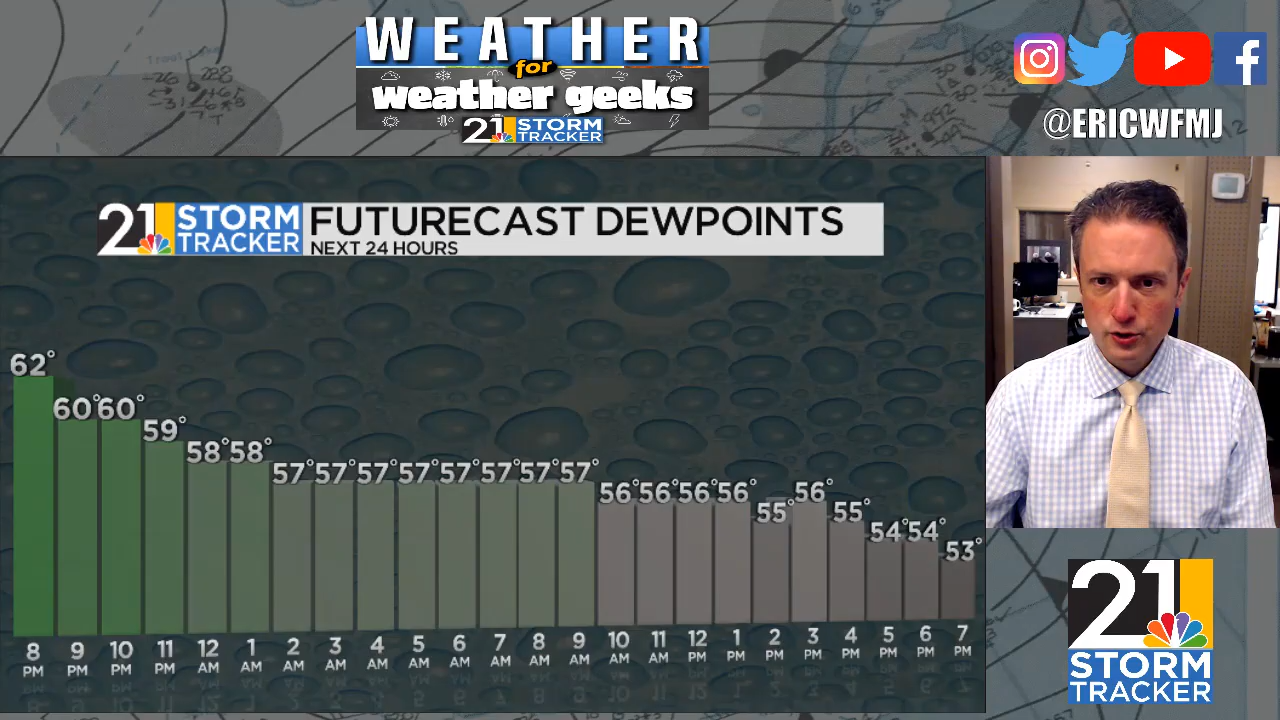 WEATHER
for
weather geeks
21 STORM
TRACKER
@ERICWFMJ
21 STORM
TRACKER
FUTURECAST DEWPOINTS
NEXT 24 HOURS
62° 60° 60° 59° 58° 58° 57° 57° 57° 57° 57° 57° 57° 57° 56° 56° 56° 56° 55° 56° 55° 54° 54° 53°
8 9 10 11 12 1 2 3 4 5 6 7 8 9 10 11 12 1 2 3 4 5 6 7
PM PM PM PM AM AM AM AM AM AM AM AM AM AM AM AM PM PM PM PM PM PM PM PM
21
STORM
TRACKER